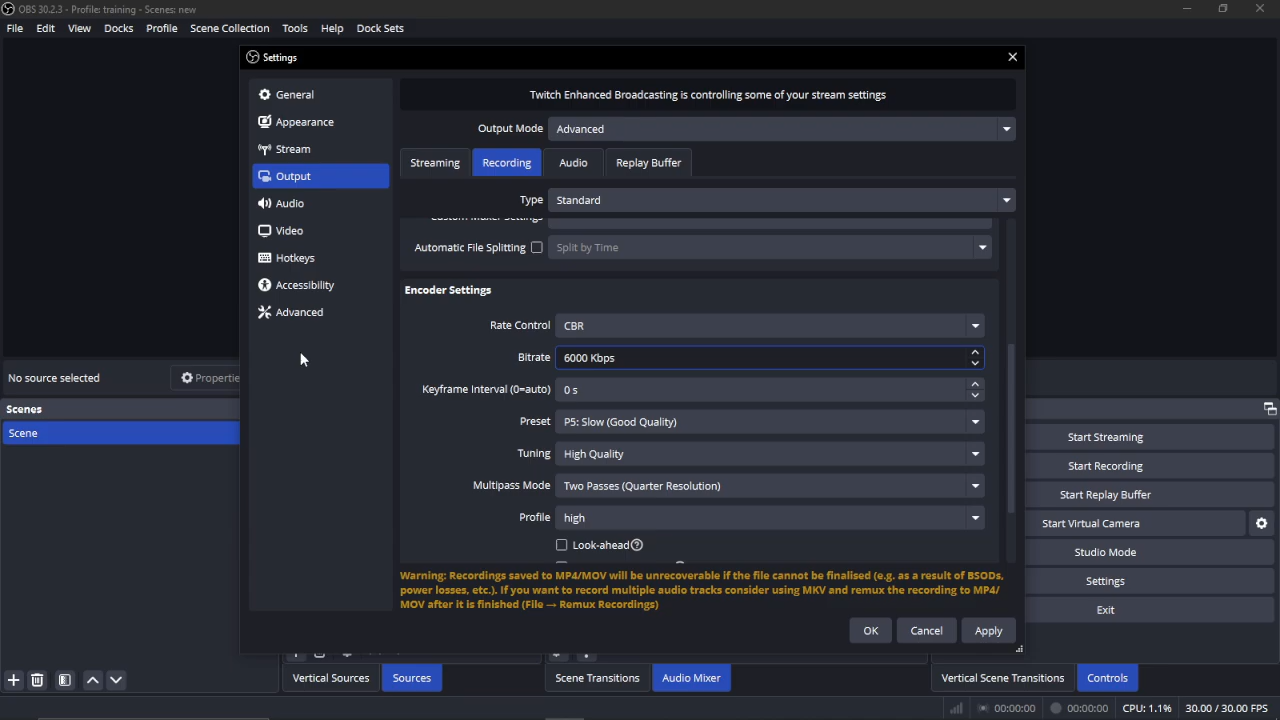 OBS 30.2.3 - Profile: training - Scenes: new
File Edit View Docks Profile Scene Collection Tools Help Dock Sets
Settings
General
Appearance
Stream
Output
Audio
Video
Hotkeys
Accessibility
Advanced
Twitch Enhanced Broadcasting is controlling some of your stream settings
Output Mode Advanced
Streaming Recording Audio Replay Buffer
Type Standard
Custom Muxer Settings
Automatic File Splitting Split by Time
Encoder Settings
Rate Control CBR
Bitrate 6000 Kbps
Keyframe Interval (0=auto) 0 s
Preset P5: Slow (Good Quality)
Tuning High Quality
Multipass Mode Two Passes (Quarter Resolution)
Profile high
Look-ahead
Warning: Recordings saved to MP4/MOV will be unrecoverable if the file cannot be finalised (e.g. as a result of BSODs,
power losses, etc.). If you want to record multiple audio tracks consider using MKV and remux the recording to MP4/
MOV after it is finished (File → Remux Recordings)
OK Cancel Apply
No source selected
Propertie
Scenes
Scene
Start Streaming
Start Recording
Start Replay Buffer
Start Virtual Camera
Studio Mode
Settings
Exit
Vertical Sources Sources Scene Transitions Audio Mixer Vertical Scene Transitions Controls
00:00:00 00:00:00 CPU: 1.1% 30.00 / 30.00 FPS